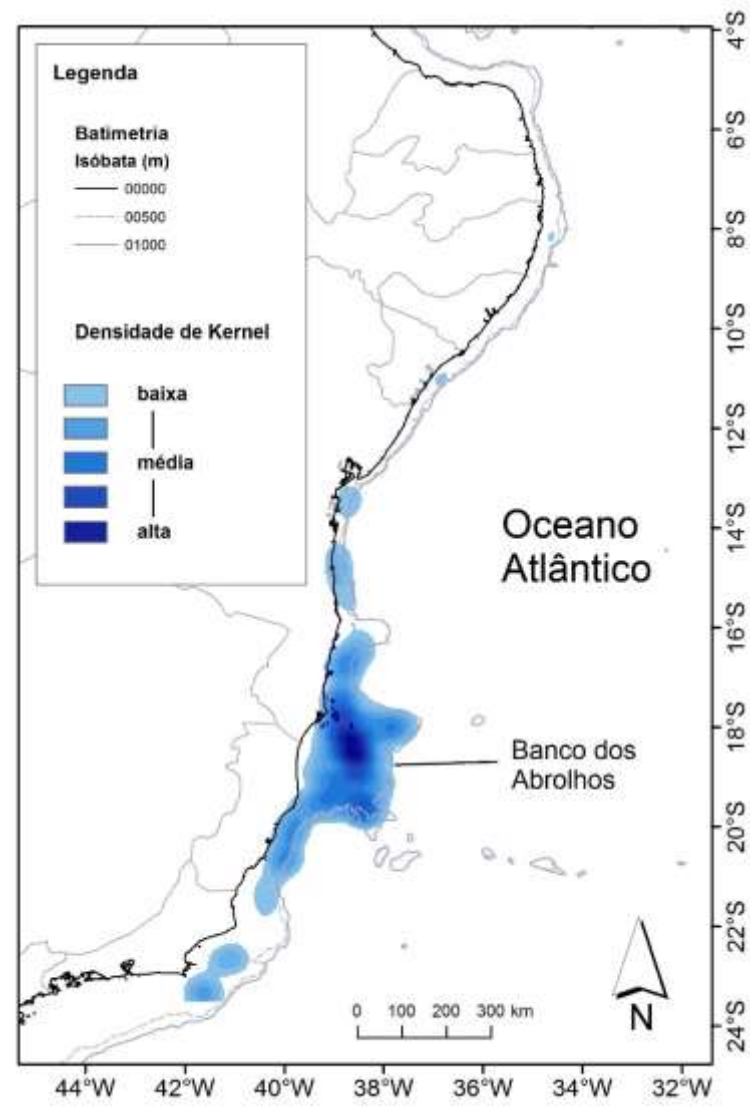 Legenda
Batimetria
Isóbata (m)
00000
00500
01000
Densidade de Kernel
baixa
média
alta
Oceano
Atlântico
Banco dos
Abrolhos
N
0 100 200 300 km
4°S
6°S
8°S
10°S
12°S
14°S
16°S
18°S
20°S
22°S
24°S
44°W 42°W 40°W 38°W 36°W 34°W 32°W